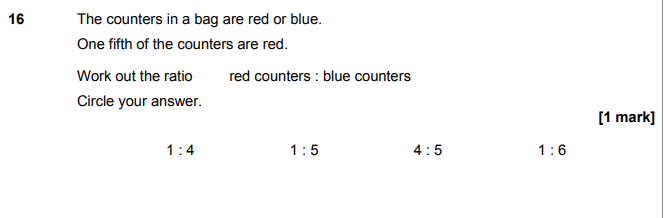 16 The counters in a bag are red or blue.
One fifth of the counters are red.
Work out the ratio red counters : blue counters
Circle your answer.
[1 mark]
1 : 4 1 : 5 4 : 5 1 : 6